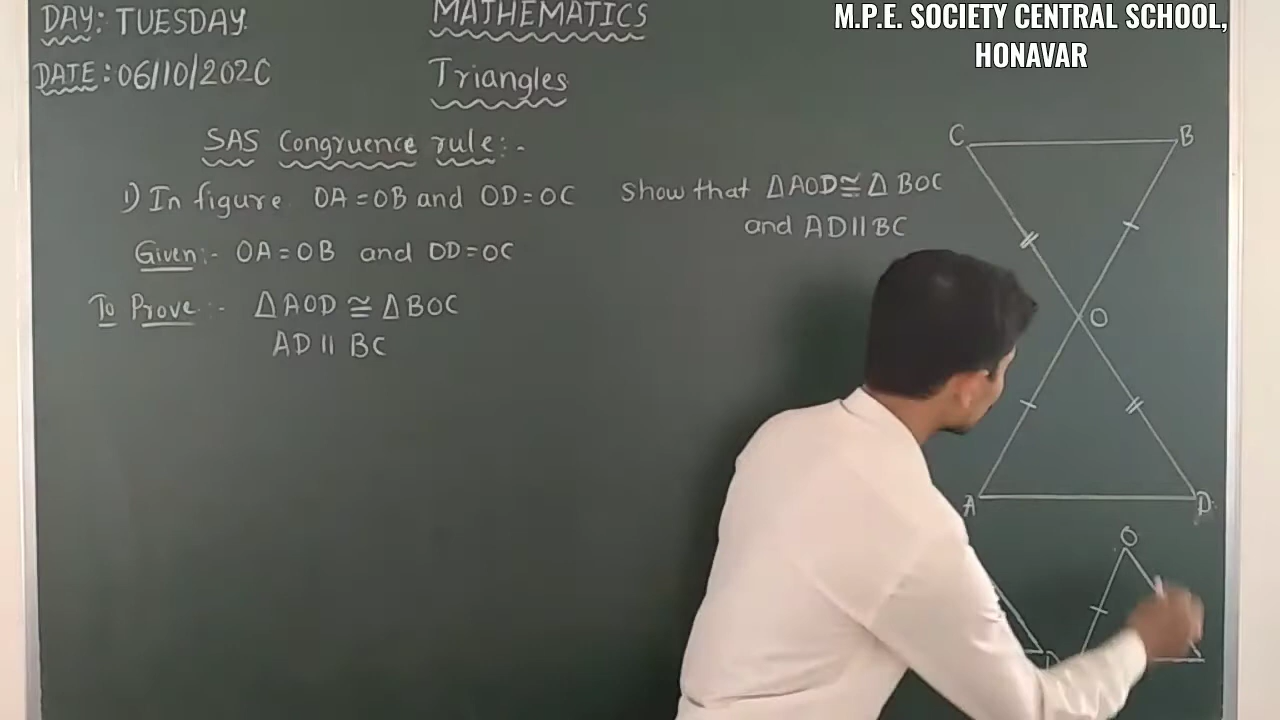 DAY: TUESDAY.
MATHEMATICS
M.P.E. SOCIETY CENTRAL SCHOOL,
HONAVAR
DATE: 06/10/2020
Triangles
SAS Congruence rule:-
1) In figure OA = OB and OD = OC Show that ΔAOD ≅ Δ BOC
and AD || BC
Given:- OA = OB and OD = OC
To Prove:- ΔAOD ≅ ΔBOC
AD || BC
C B
O
A D
O
D